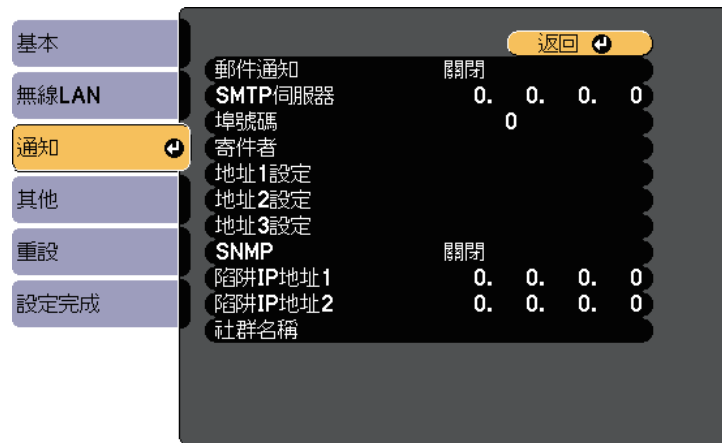 基本
無線LAN
通知
其他
重設
設定完成
返回
郵件通知 關閉
SMTP伺服器 0. 0. 0. 0
埠號碼 0
寄件者
地址1設定
地址2設定
地址3設定
SNMP 關閉
陷阱IP地址1 0. 0. 0. 0
陷阱IP地址2 0. 0. 0. 0
社群名稱